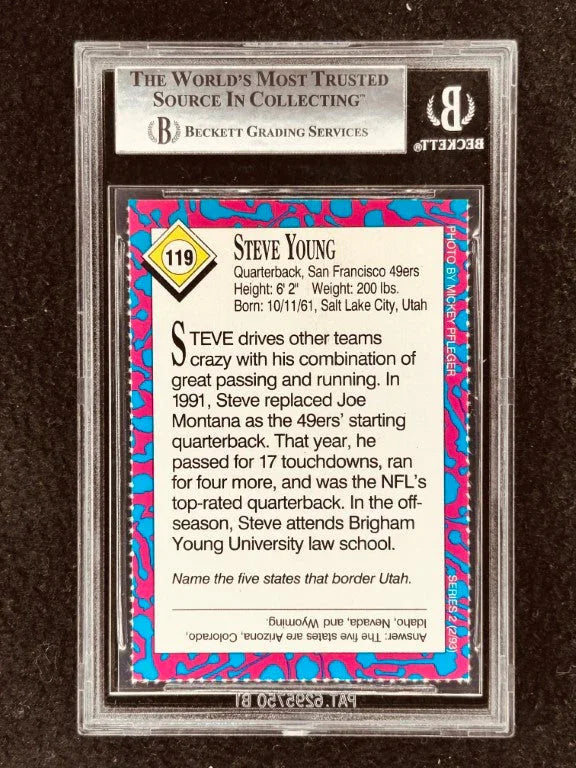 THE WORLD'S MOST TRUSTED
SOURCE IN COLLECTING™
B BECKETT GRADING SERVICES
B
BECKETT®
119
STEVE YOUNG
Quarterback, San Francisco 49ers
Height: 6' 2" Weight: 200 lbs.
Born: 10/11/61, Salt Lake City, Utah
STEVE drives other teams
crazy with his combination of
great passing and running. In
1991, Steve replaced Joe
Montana as the 49ers' starting
quarterback. That year, he
passed for 17 touchdowns, ran
for four more, and was the NFL's
top-rated quarterback. In the off-
season, Steve attends Brigham
Young University law school.
Name the five states that border Utah.
Answer: The five states are Arizona, Colorado,
Idaho, Nevada, and Wyoming.
PHOTO BY MICKEY PFLEGER
SERIES 2 (2/93)
PAT. 6295750 B1